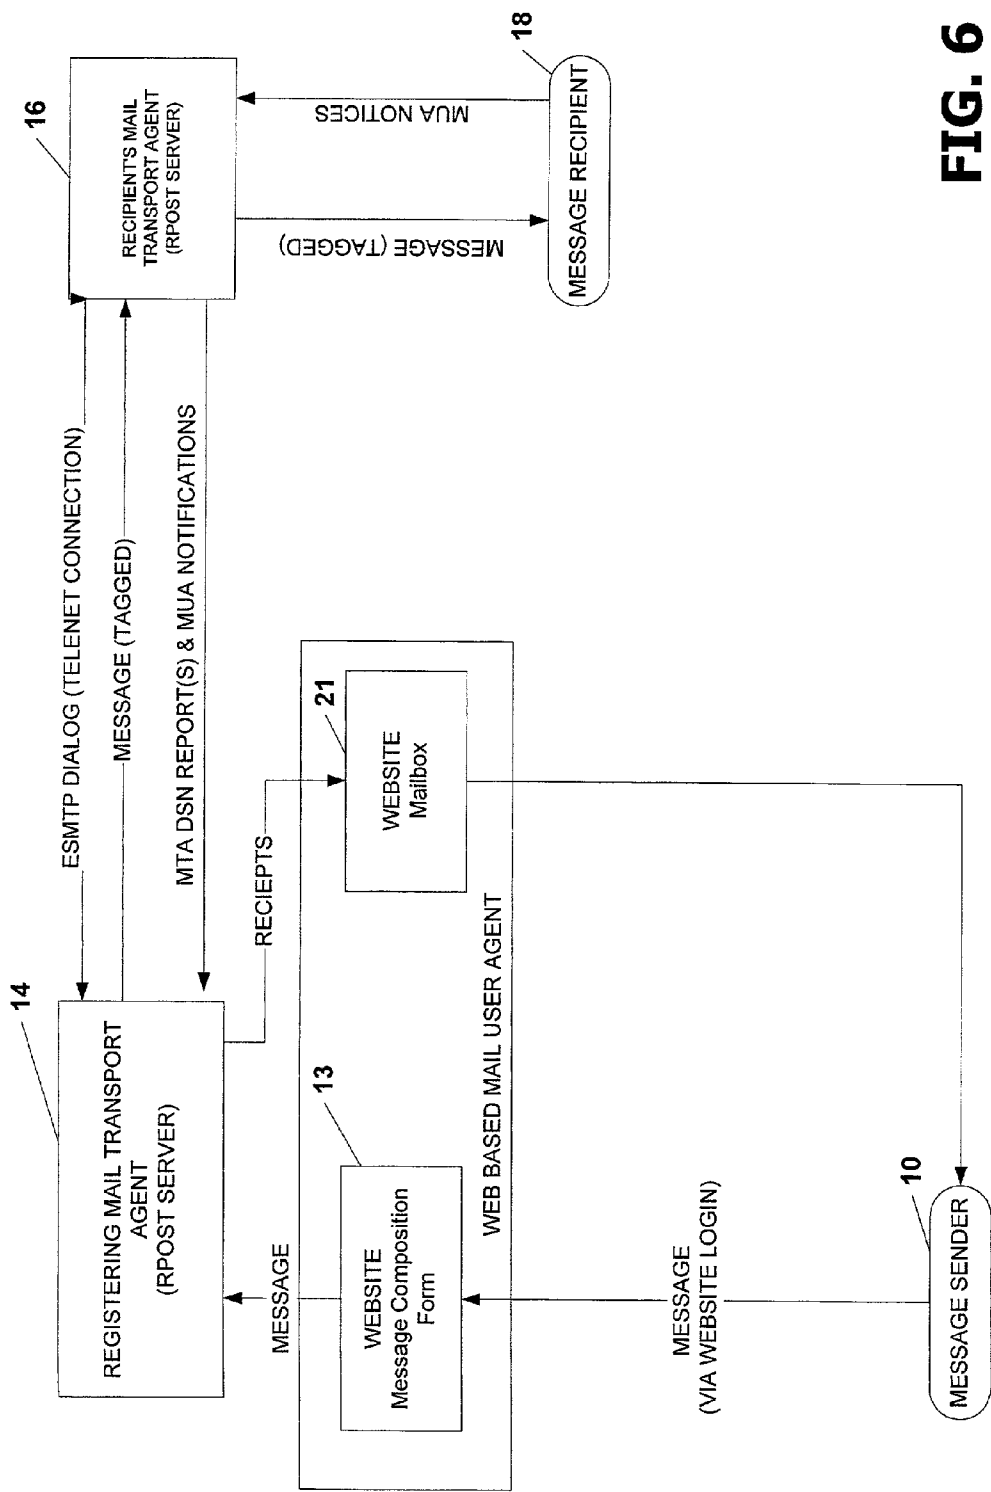 14
REGISTERING MAIL TRANSPORT
AGENT
(RPOST SERVER)
ESMTP DIALOG (TELENET CONNECTION)
MESSAGE (TAGGED)
MTA DSN REPORT(S) & MUA NOTIFICATIONS
16
RECIPIENT'S MAIL
TRANSPORT AGENT
(RPOST SERVER)
MESSAGE (TAGGED)
MUA NOTICES
18
MESSAGE RECIPIENT
MESSAGE
RECIEPTS
13
WEBSITE
Message Composition
Form
21
WEBSITE
Mailbox
WEB BASED MAIL USER AGENT
MESSAGE
(VIA WEBSITE LOGIN)
10
MESSAGE SENDER
FIG. 6